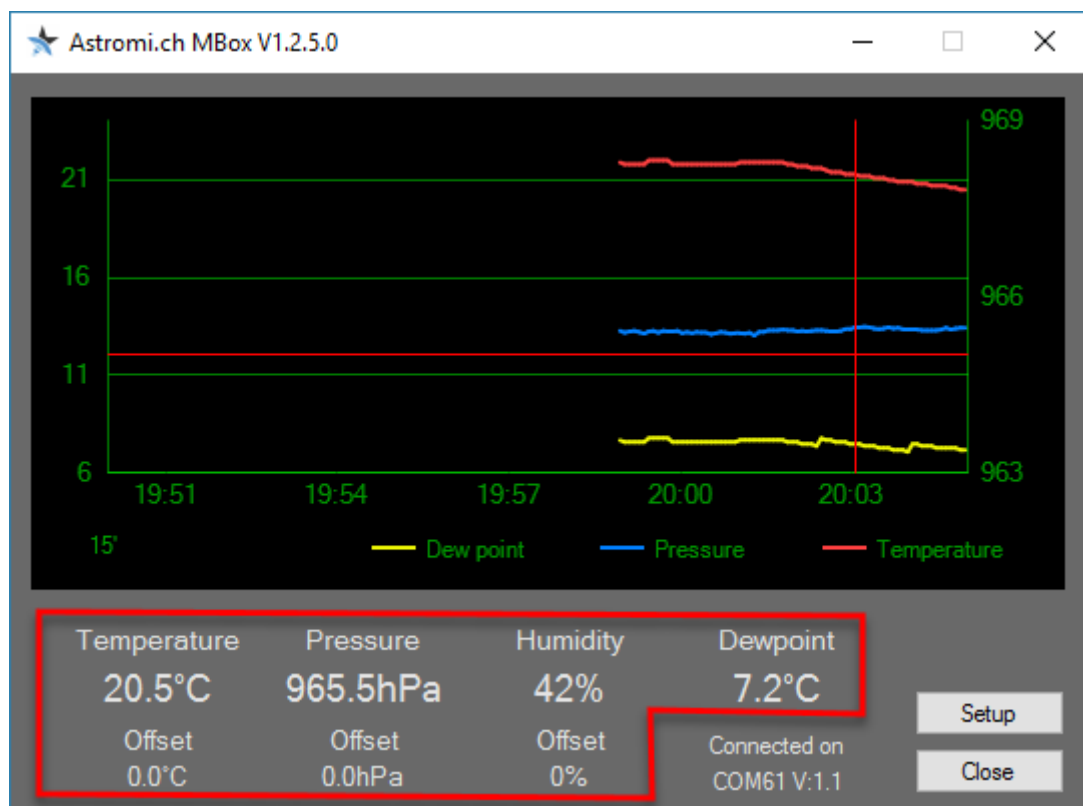 Astromi.ch MBox V1.2.5.0
969
21
16
966
11
6
963
19:51 19:54 19:57 20:00 20:03
15'
Dew point Pressure Temperature
Temperature Pressure Humidity Dewpoint
20.5°C 965.5hPa 42% 7.2°C
Setup
Offset Offset Offset Connected on
0.0°C 0.0hPa 0% COM61 V:1.1
Close